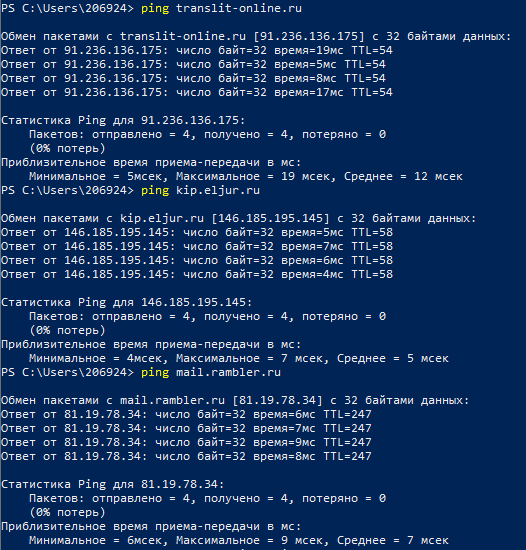 PS C:\Users\206924> ping translit-online.ru
Обмен пакетами с translit-online.ru [91.236.136.175] с 32 байтами данных:
Ответ от 91.236.136.175: число байт=32 время=19мс TTL=54
Ответ от 91.236.136.175: число байт=32 время=5мс TTL=54
Ответ от 91.236.136.175: число байт=32 время=8мс TTL=54
Ответ от 91.236.136.175: число байт=32 время=17мс TTL=54
Статистика Ping для 91.236.136.175:
Пакетов: отправлено = 4, получено = 4, потеряно = 0
(0% потерь)
Приблизительное время приема-передачи в мс:
Минимальное = 5мсек, Максимальное = 19 мсек, Среднее = 12 мсек
PS C:\Users\206924> ping kip.eljur.ru
Обмен пакетами с kip.eljur.ru [146.185.195.145] с 32 байтами данных:
Ответ от 146.185.195.145: число байт=32 время=5мс TTL=58
Ответ от 146.185.195.145: число байт=32 время=7мс TTL=58
Ответ от 146.185.195.145: число байт=32 время=6мс TTL=58
Ответ от 146.185.195.145: число байт=32 время=4мс TTL=58
Статистика Ping для 146.185.195.145:
Пакетов: отправлено = 4, получено = 4, потеряно = 0
(0% потерь)
Приблизительное время приема-передачи в мс:
Минимальное = 4мсек, Максимальное = 7 мсек, Среднее = 5 мсек
PS C:\Users\206924> ping mail.rambler.ru
Обмен пакетами с mail.rambler.ru [81.19.78.34] с 32 байтами данных:
Ответ от 81.19.78.34: число байт=32 время=6мс TTL=247
Ответ от 81.19.78.34: число байт=32 время=7мс TTL=247
Ответ от 81.19.78.34: число байт=32 время=9мс TTL=247
Ответ от 81.19.78.34: число байт=32 время=8мс TTL=247
Статистика Ping для 81.19.78.34:
Пакетов: отправлено = 4, получено = 4, потеряно = 0
(0% потерь)
Приблизительное время приема-передачи в мс:
Минимальное = 6мсек, Максимальное = 9 мсек, Среднее = 7 мсек